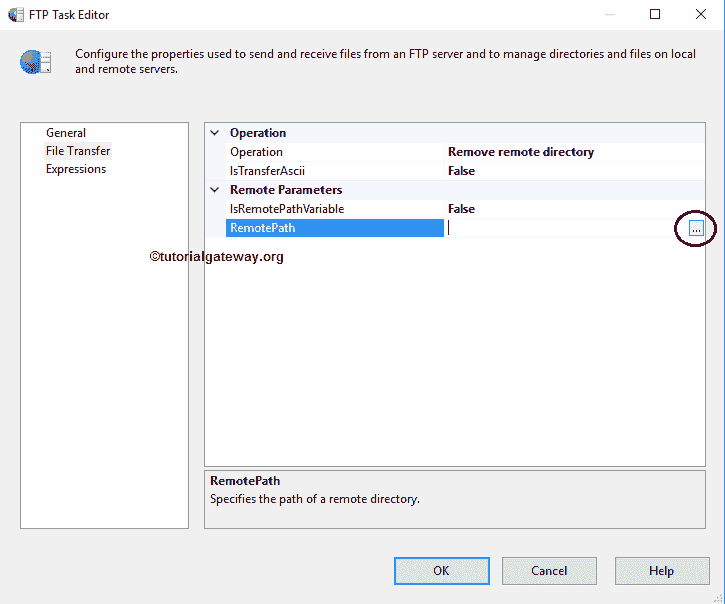 FTP Task Editor
Configure the properties used to send and receive files from an FTP server and to manage directories and files on local
and remote servers.
General
File Transfer
Expressions
Operation
Operation Remove remote directory
IsTransferAscii False
Remote Parameters
IsRemotePathVariable False
RemotePath ...
©tutorialgateway.org
RemotePath
Specifies the path of a remote directory.
OK Cancel Help